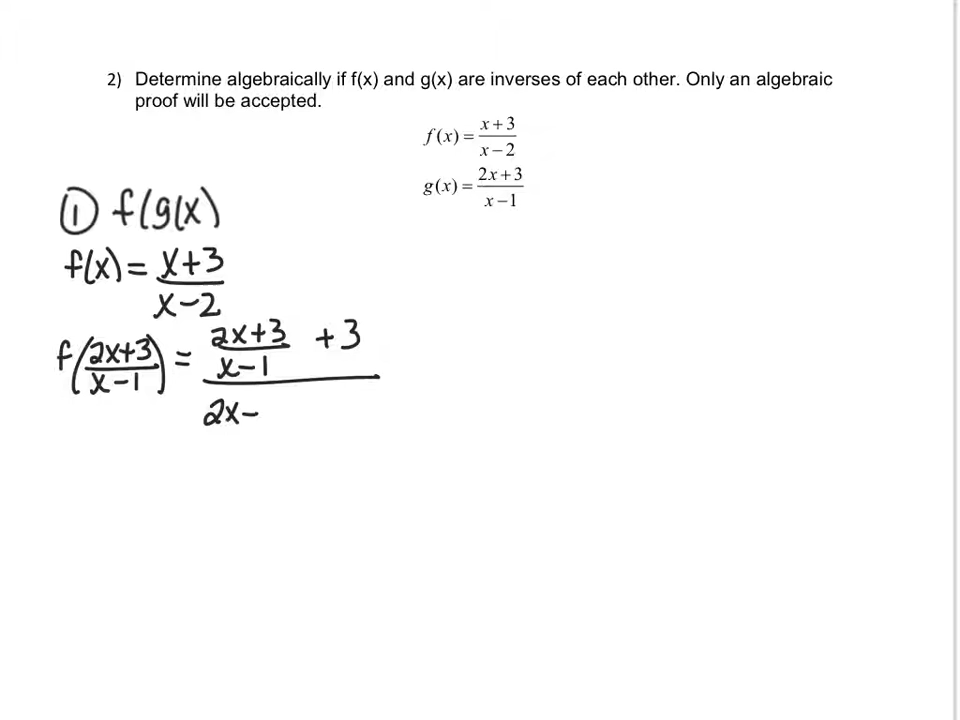 2) Determine algebraically if f(x) and g(x) are inverses of each other. Only an algebraic
proof will be accepted.
f(x) = x+3
x−2
g(x) = 2x+3
x−1
① f(g(x)
f(x) = x+3
x−2
f(2x+3 / x−1) = 2x+3 / x−1 + 3
2x−